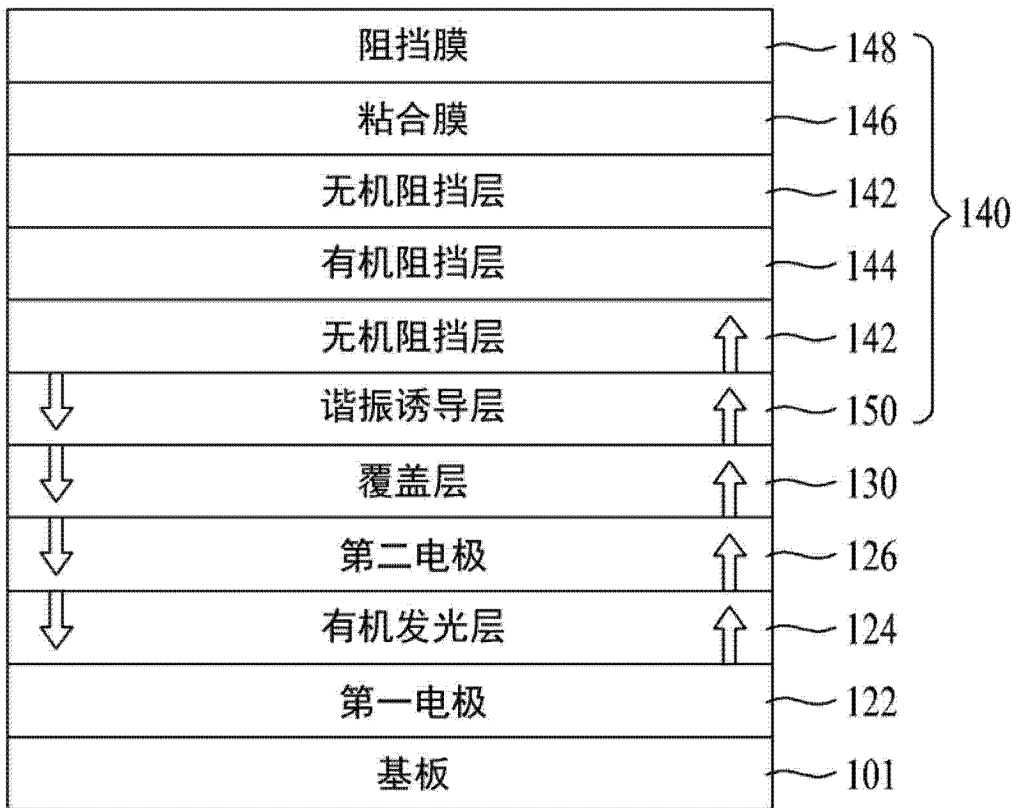 阻挡膜 148
粘合膜 146
无机阻挡层 142
140
有机阻挡层 144
无机阻挡层 142
谐振诱导层 150
覆盖层 130
第二电极 126
有机发光层 124
第一电极 122
基板 101